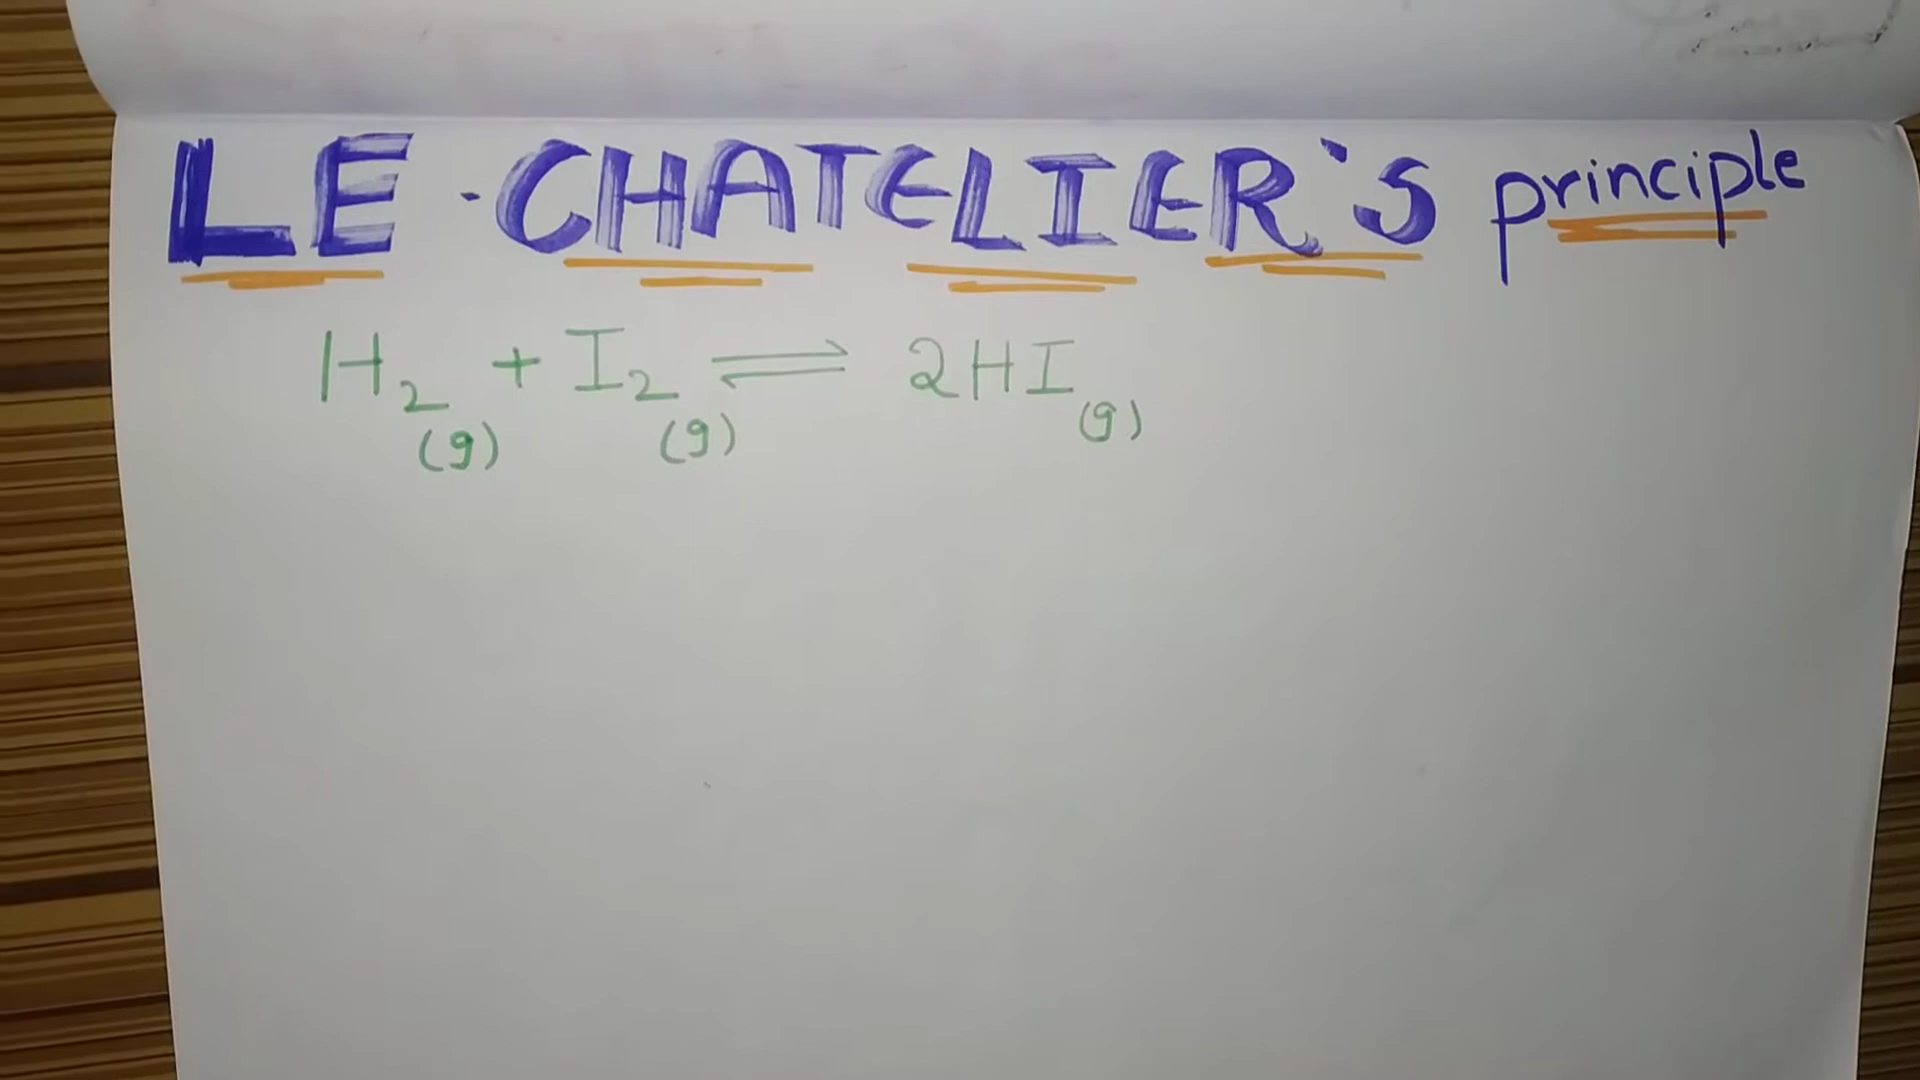 LE-CHATELIER'S principle
H₂(g) + I₂(g) ⇌ 2HI(g)